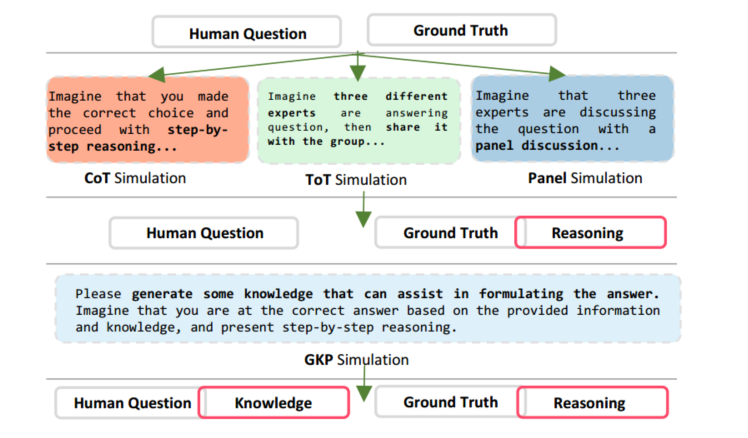 Human Question
Ground Truth
Imagine that you made
the correct choice and
proceed with step-by-
step reasoning...
CoT Simulation
Imagine three different
experts are answering
question, then share it
with the group...
ToT Simulation
Imagine that three
experts are discussing
the question with a
panel discussion...
Panel Simulation
Human Question
Ground Truth
Reasoning
Please generate some knowledge that can assist in formulating the answer.
Imagine that you are at the correct answer based on the provided information
and knowledge, and present step-by-step reasoning.
GKP Simulation
Human Question
Knowledge
Ground Truth
Reasoning